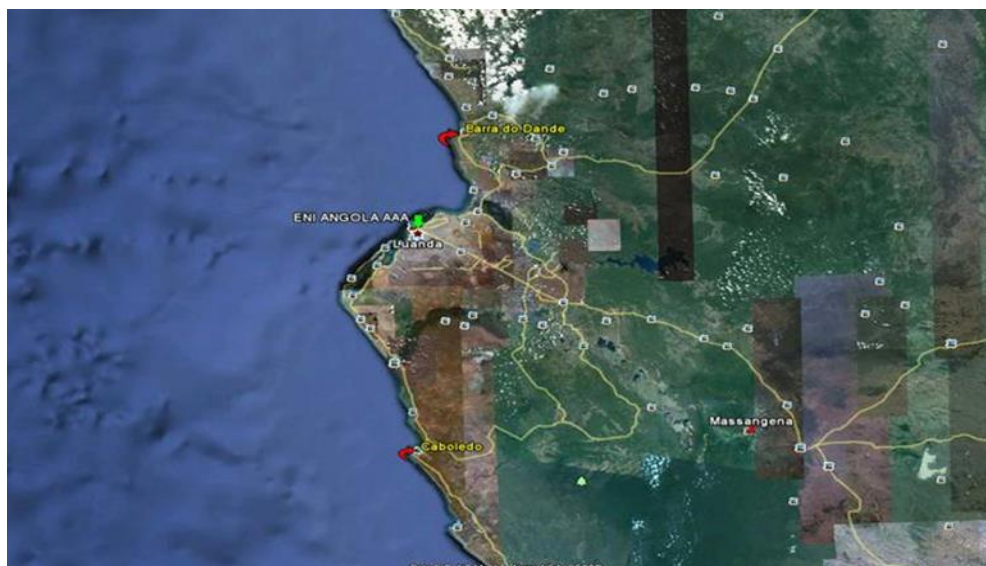 Barra do Dande
ENI ANGOLA AAA
Luanda
Massangena
Caboledo